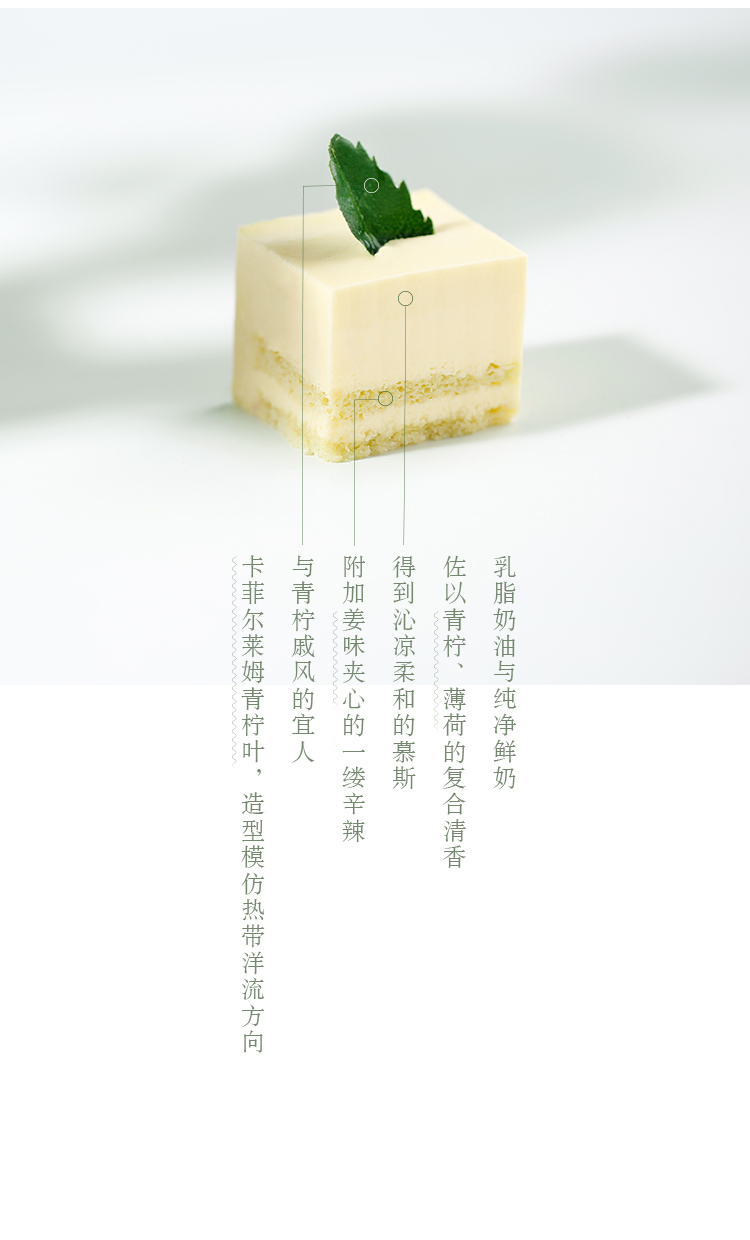 乳脂奶油与纯净鲜奶
佐以青柠、薄荷的复合清香
得到沁凉柔和的慕斯
附加姜味夹心的一缕辛辣
与青柠戚风的宜人
卡菲尔莱姆青柠叶，造型模仿热带洋流方向